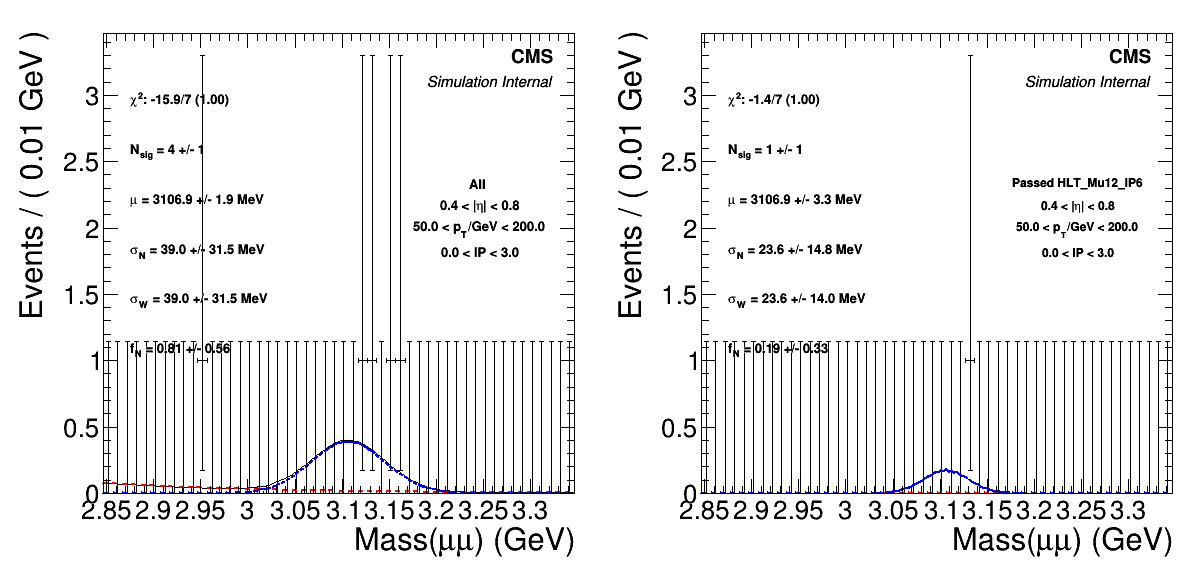 Events / ( 0.01 GeV )
CMS
Simulation Internal
χ²: -15.9/7 (1.00)
N_sig = 4 +/- 1
μ = 3106.9 +/- 1.9 MeV
σ_N = 39.0 +/- 31.5 MeV
σ_W = 39.0 +/- 31.5 MeV
f_N = 0.81 +/- 0.56
All
0.4 < |η| < 0.8
50.0 < p_T/GeV < 200.0
0.0 < IP < 3.0
3
2.5
2
1.5
1
0.5
0
2.85 2.9 2.95 3 3.05 3.1 3.15 3.2 3.25 3.3
Mass(μμ) (GeV)
Events / ( 0.01 GeV )
CMS
Simulation Internal
χ²: -1.4/7 (1.00)
N_sig = 1 +/- 1
μ = 3106.9 +/- 3.3 MeV
σ_N = 23.6 +/- 14.8 MeV
σ_W = 23.6 +/- 14.0 MeV
f_N = 0.19 +/- 0.33
Passed HLT_Mu12_IP6
0.4 < |η| < 0.8
50.0 < p_T/GeV < 200.0
0.0 < IP < 3.0
3
2.5
2
1.5
1
0.5
0
2.85 2.9 2.95 3 3.05 3.1 3.15 3.2 3.25 3.3
Mass(μμ) (GeV)